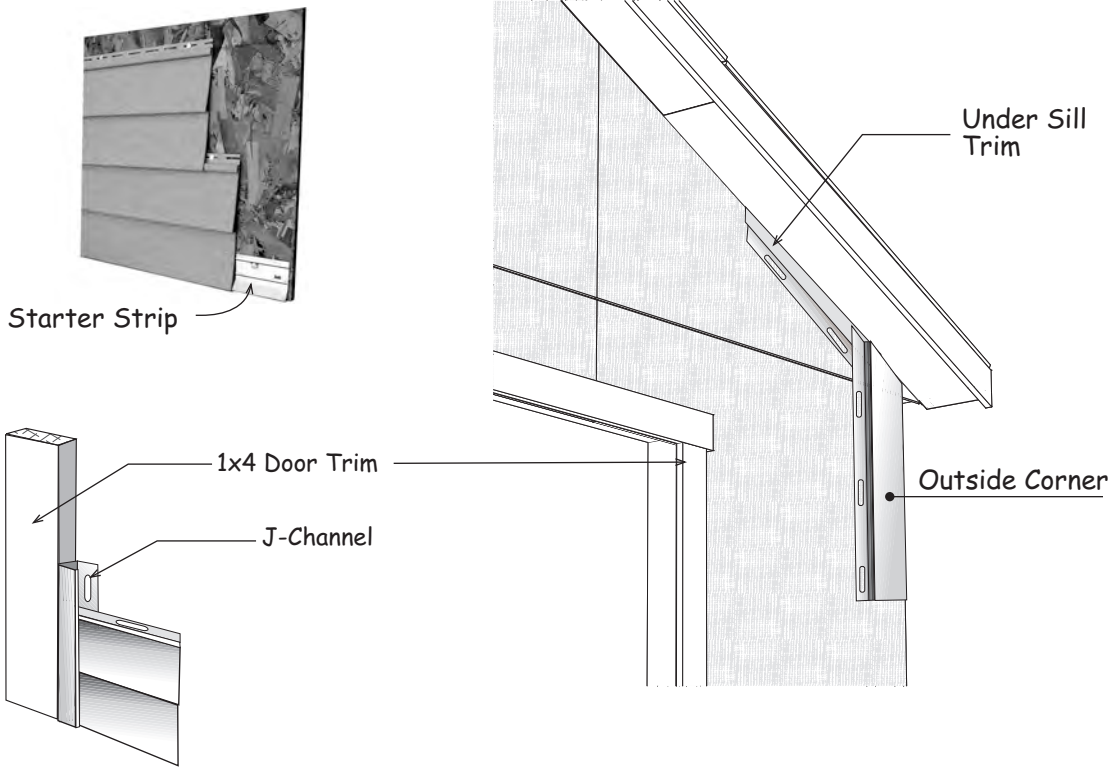 Under Sill
Trim
Starter Strip
1x4 Door Trim
Outside Corner
J-Channel